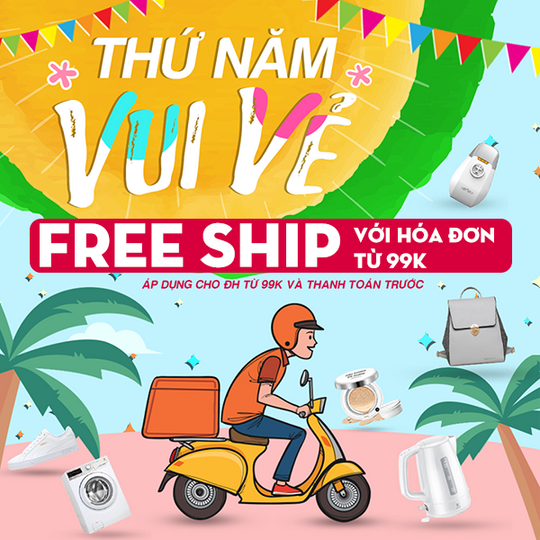 THỨ NĂM
VUI VẺ
FREE SHIP
VỚI HÓA ĐƠN
TỪ 99K
ÁP DỤNG CHO ĐH TỪ 99K VÀ THANH TOÁN TRƯỚC